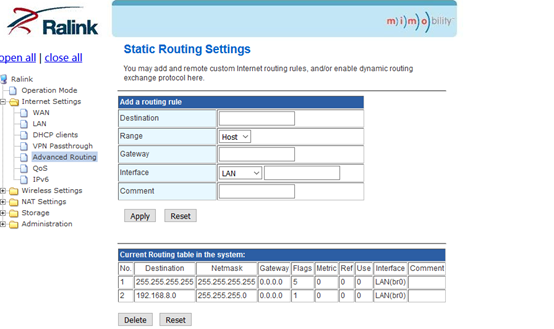 Ralink
m)i)m)o)bility™
open all | close all
Ralink
Operation Mode
Internet Settings
WAN
LAN
DHCP clients
VPN Passthrough
Advanced Routing
QoS
IPv6
Wireless Settings
NAT Settings
Storage
Administration
Static Routing Settings
You may add and remote custom Internet routing rules, and/or enable dynamic routing
exchange protocol here.
Add a routing rule
Destination
Range Host
Gateway
Interface LAN
Comment
Apply Reset
Current Routing table in the system:
No. Destination Netmask Gateway Flags Metric Ref Use Interface Comment
1 255.255.255.255 255.255.255.255 0.0.0.0 5 0 0 0 LAN(br0)
2 192.168.8.0 255.255.255.0 0.0.0.0 1 0 0 0 LAN(br0)
Delete Reset